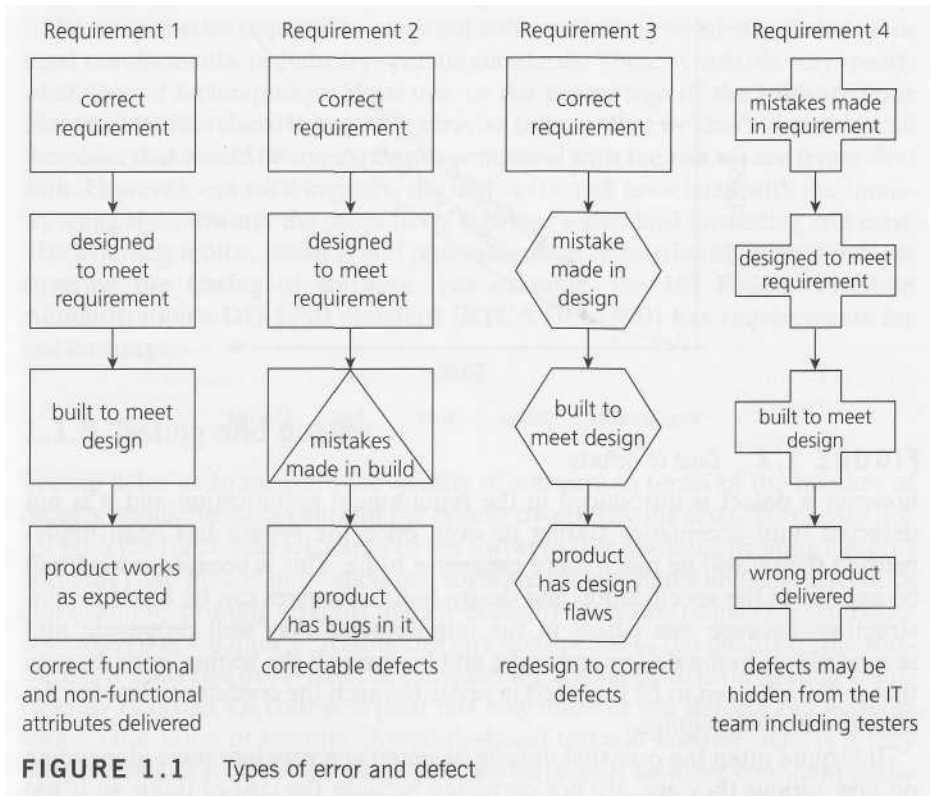 Requirement 1
Requirement 2
Requirement 3
Requirement 4
correct
requirement
correct
requirement
correct
requirement
mistakes made
in requirement
designed
to meet
requirement
designed
to meet
requirement
mistake
made in
design
designed to meet
requirement
built to meet
design
mistakes
made in build
built to
meet design
built to meet
design
product works
as expected
product
has bugs in it
product
has design
flaws
wrong product
delivered
correct functional
and non-functional
attributes delivered
correctable defects
redesign to correct
defects
defects may be
hidden from the IT
team including testers
FIGURE 1.1 Types of error and defect